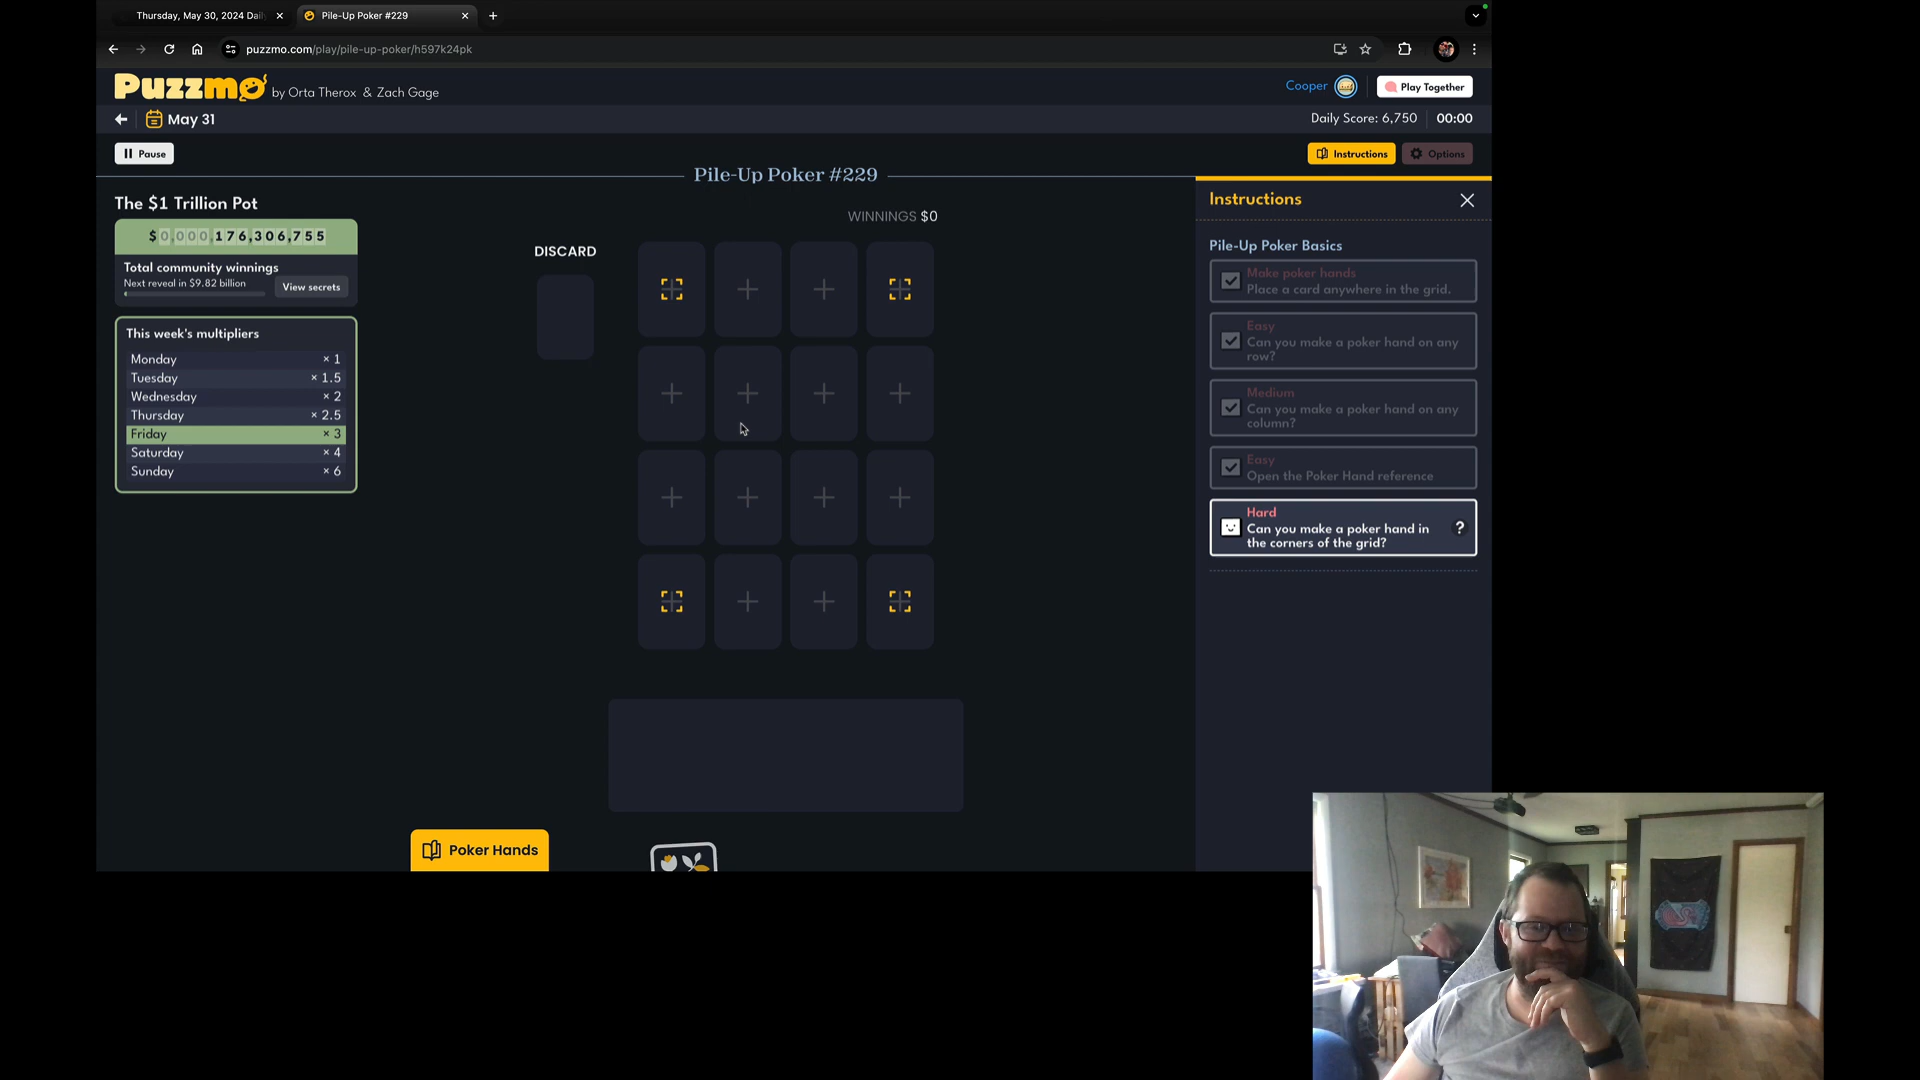 Thursday, May 30, 2024 Dail
Pile-Up Poker #229
puzzmo.com/play/pile-up-poker/h597k24pk
Puzzmo by Orta Therox & Zach Gage
Cooper
Play Together
May 31
Daily Score: 6,750
00:00
Pause
Instructions
Options
Pile-Up Poker #229
The $1 Trillion Pot
$0,000,176,306,755
Total community winnings
Next reveal in $9.82 billion
View secrets
This week's multipliers
Monday × 1
Tuesday × 1.5
Wednesday × 2
Thursday × 2.5
Friday × 3
Saturday × 4
Sunday × 6
WINNINGS $0
DISCARD
Poker Hands
Instructions
Pile-Up Poker Basics
Make poker hands
Place a card anywhere in the grid.
Easy
Can you make a poker hand on any
row?
Medium
Can you make a poker hand on any
column?
Easy
Open the Poker Hand reference
Hard
Can you make a poker hand in
the corners of the grid?
?